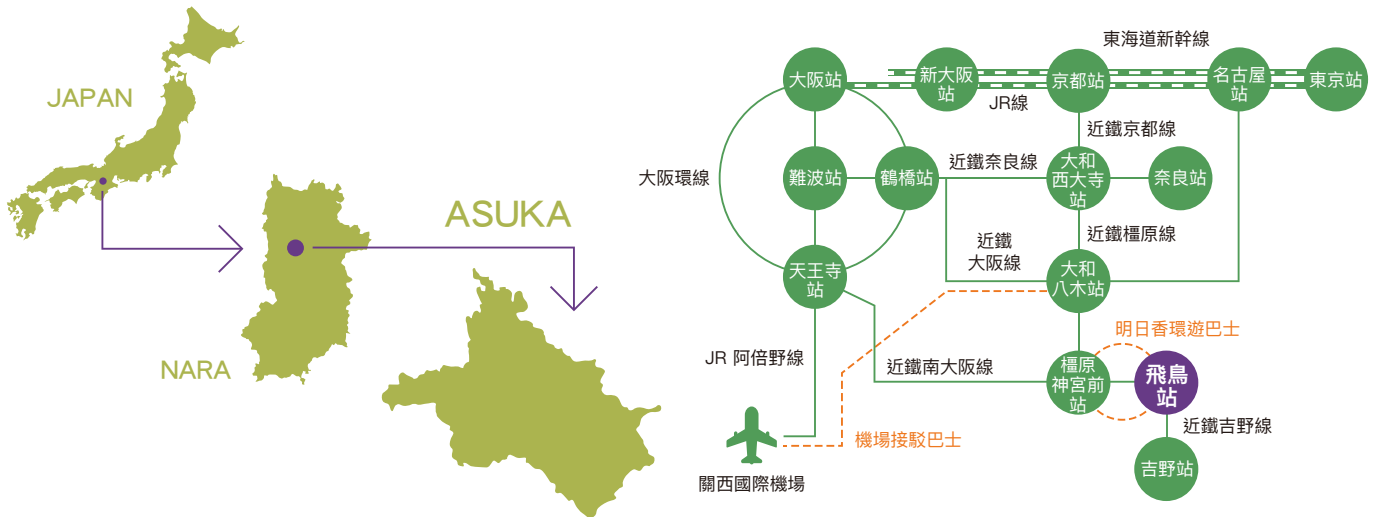 JAPAN
NARA
ASUKA
東海道新幹線
大阪站
新大阪
站
京都站
名古屋
站
東京站
JR線
近鐵京都線
大阪環線
難波站
鶴橋站
近鐵奈良線
大和
西大寺
站
奈良站
近鐵橿原線
近鐵
大阪線
天王寺
站
大和
八木站
明日香環遊巴士
JR 阿倍野線
近鐵南大阪線
橿原
神宮前
站
飛鳥
站
機場接駁巴士
近鐵吉野線
吉野站
關西國際機場